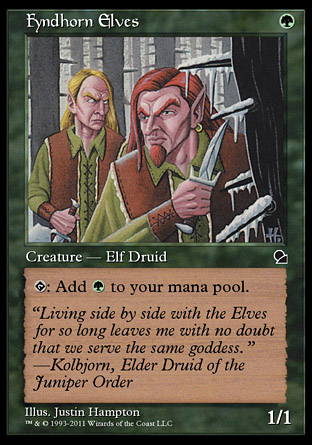 Fyndhorn Elves
Creature — Elf Druid
: Add to your mana pool.
“Living side by side with the Elves
for so long leaves me with no doubt
that we serve the same goddess.”
—Kolbjorn, Elder Druid of the
Juniper Order
Illus. Justin Hampton
™ & © 1993-2011 Wizards of the Coast LLC
1/1